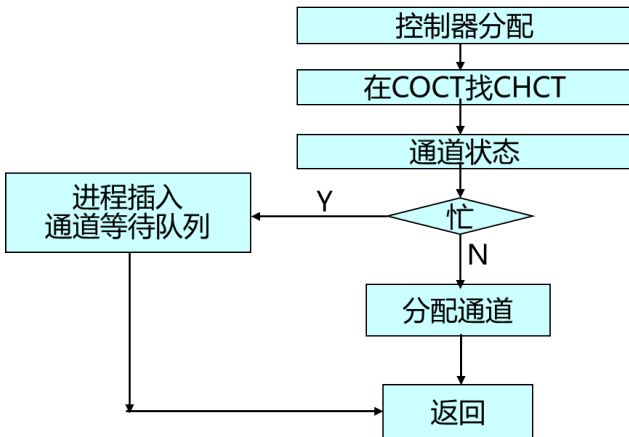 控制器分配
在COCT找CHCT
通道状态
忙
Y
进程插入
通道等待队列
N
分配通道
返回